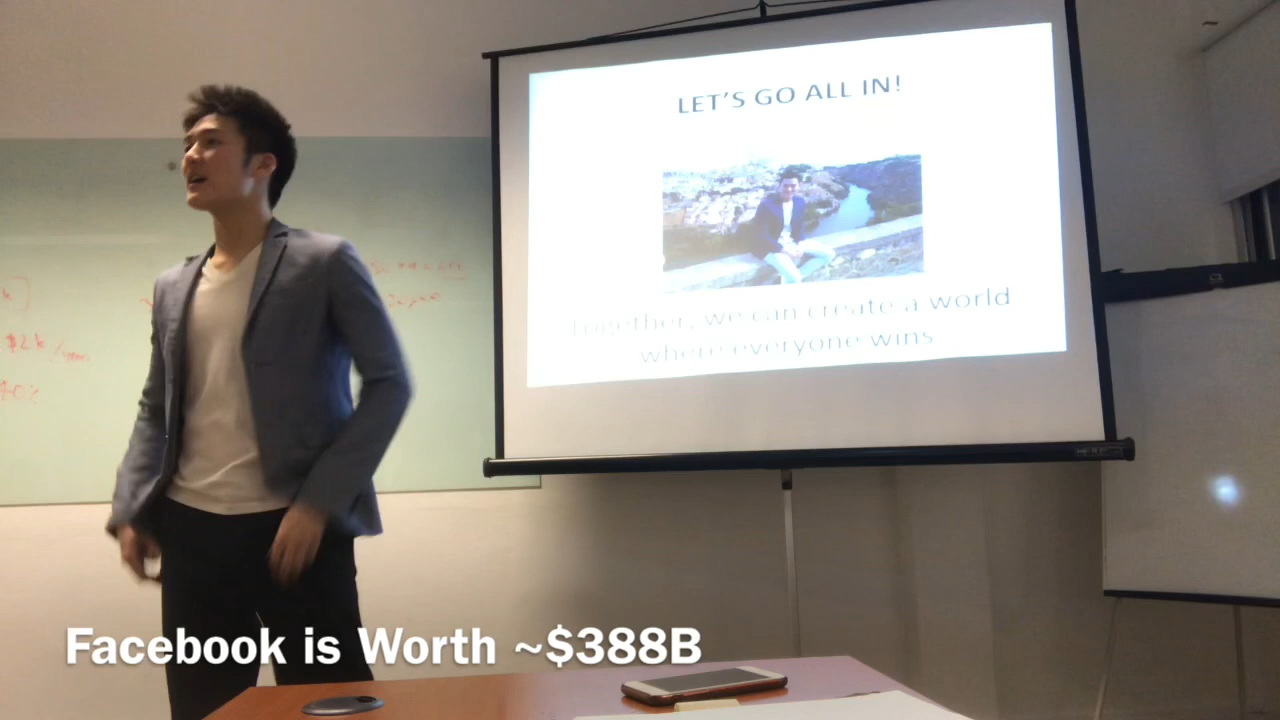 LET'S GO ALL IN!
Together, we can create a world
where everyone wins
$2k
Facebook is Worth ~$388B